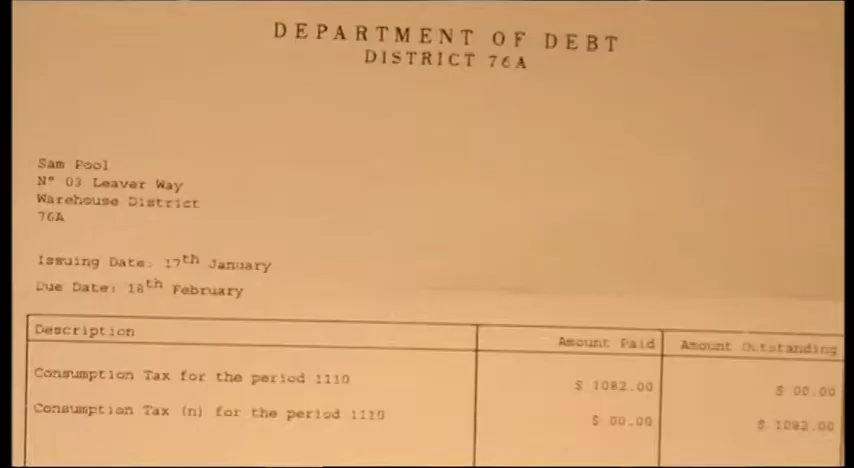 DEPARTMENT OF DEBT
DISTRICT 76A
Sam Pool
Nº 03 Leaver Way
Warehouse District
76A
Issuing Date: 17th January
Due Date: 18th February
Description Amount Paid Amount Outstanding
Consumption Tax for the period 1110 $ 1082.00 $ 00.00
Consumption Tax (n) for the period 1110 $ 00.00 $ 1082.00